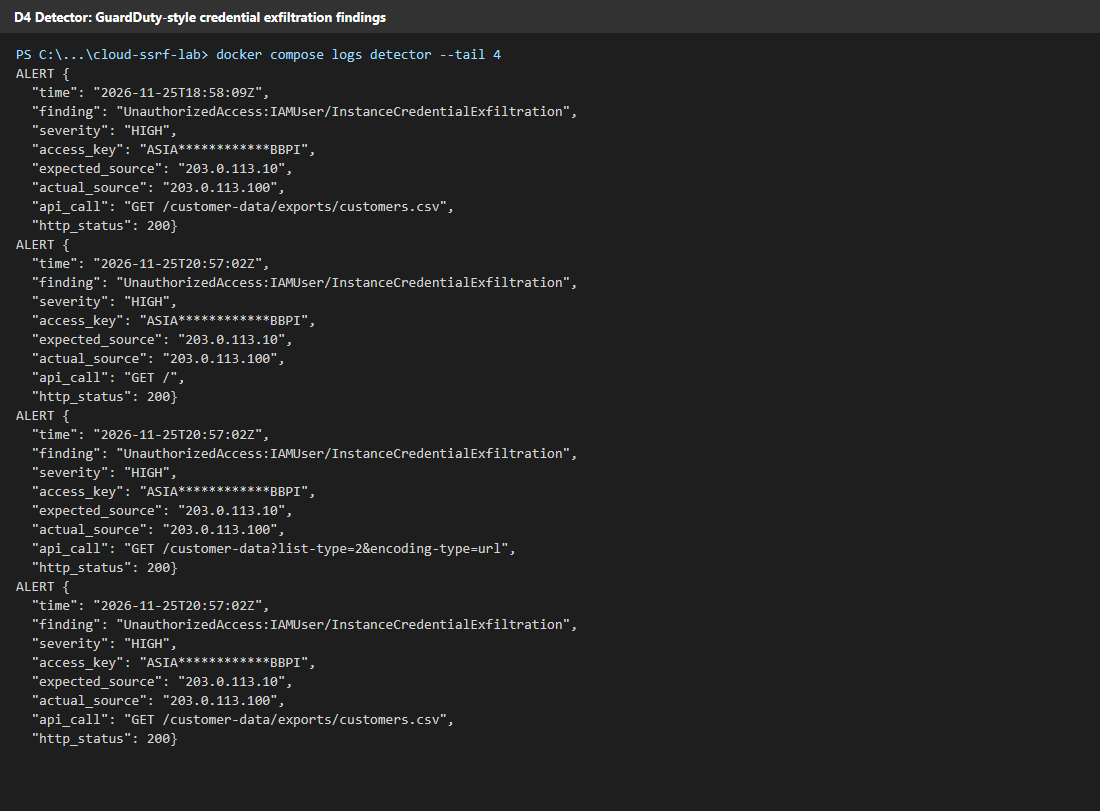 D4 Detector: GuardDuty-style credential exfiltration findings
PS C:\...\cloud-ssrf-lab> docker compose logs detector --tail 4
ALERT {
  "time": "2026-11-25T18:58:09Z",
  "finding": "UnauthorizedAccess:IAMUser/InstanceCredentialExfiltration",
  "severity": "HIGH",
  "access_key": "ASIA************BBPI",
  "expected_source": "203.0.113.10",
  "actual_source": "203.0.113.100",
  "api_call": "GET /customer-data/exports/customers.csv",
  "http_status": 200}
ALERT {
  "time": "2026-11-25T20:57:02Z",
  "finding": "UnauthorizedAccess:IAMUser/InstanceCredentialExfiltration",
  "severity": "HIGH",
  "access_key": "ASIA************BBPI",
  "expected_source": "203.0.113.10",
  "actual_source": "203.0.113.100",
  "api_call": "GET /",
  "http_status": 200}
ALERT {
  "time": "2026-11-25T20:57:02Z",
  "finding": "UnauthorizedAccess:IAMUser/InstanceCredentialExfiltration",
  "severity": "HIGH",
  "access_key": "ASIA************BBPI",
  "expected_source": "203.0.113.10",
  "actual_source": "203.0.113.100",
  "api_call": "GET /customer-data?list-type=2&encoding-type=url",
  "http_status": 200}
ALERT {
  "time": "2026-11-25T20:57:02Z",
  "finding": "UnauthorizedAccess:IAMUser/InstanceCredentialExfiltration",
  "severity": "HIGH",
  "access_key": "ASIA************BBPI",
  "expected_source": "203.0.113.10",
  "actual_source": "203.0.113.100",
  "api_call": "GET /customer-data/exports/customers.csv",
  "http_status": 200}